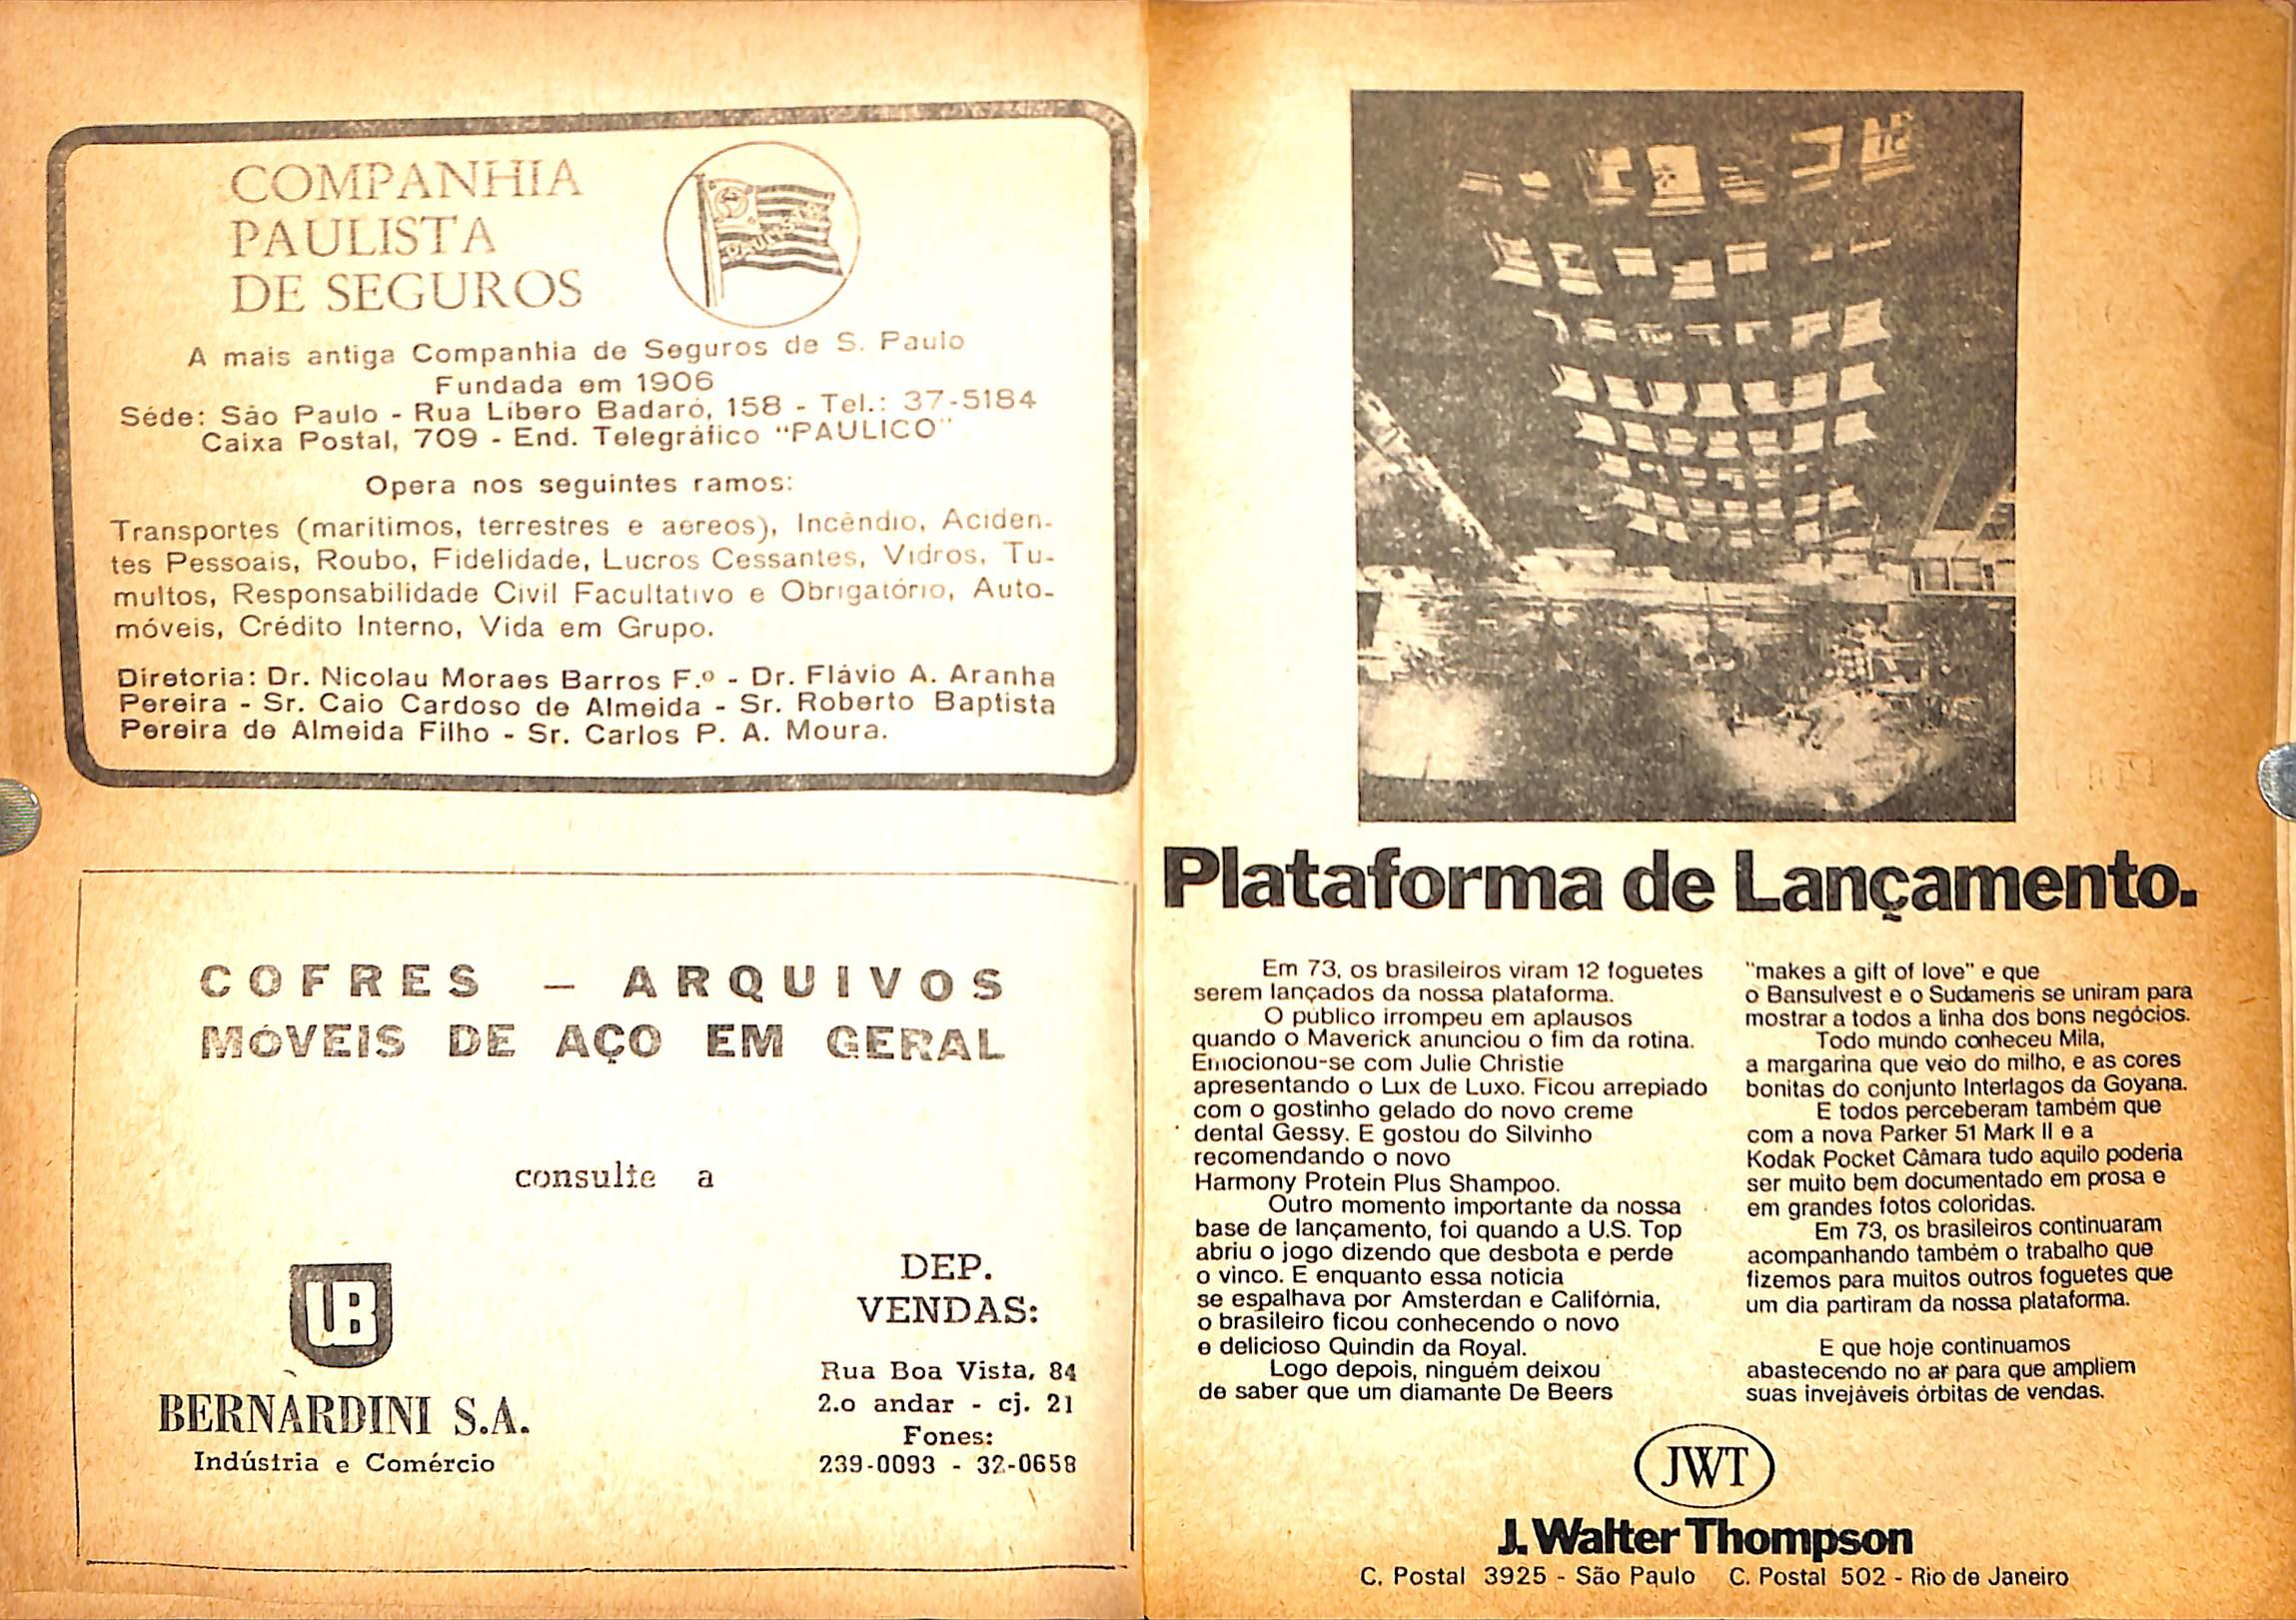 COMPANHIA
PAULISTA
DE SEGUROS
PAULISTA
A mais antiga Companhia de Seguros de S. Paulo
Fundada em 1906
Séde: São Paulo - Rua Líbero Badaró, 158 - Tel.: 37-5184
Caixa Postal, 709 - End. Telegráfico "PAULICO"
Opera nos seguintes ramos:
Transportes (marítimos, terrestres e aéreos), Incêndio, Aciden-
tes Pessoais, Roubo, Fidelidade, Lucros Cessantes, Vidros, Tu-
multos, Responsabilidade Civil Facultativo e Obrigatório, Auto-
móveis, Crédito Interno, Vida em Grupo.
Diretoria: Dr. Nicolau Moraes Barros F.º - Dr. Flávio A. Aranha
Pereira - Sr. Caio Cardoso de Almeida - Sr. Roberto Baptista
Pereira de Almeida Filho - Sr. Carlos P. A. Moura.
COFRES — ARQUIVOS
MÓVEIS DE AÇO EM GERAL
consulte a
UB
BERNARDINI S.A.
Indústria e Comércio
DEP.
VENDAS:
Rua Boa Vista, 84
2.o andar - cj. 21
Fones:
239-0093 - 32-0658
Plataforma de Lançamento.
Em 73, os brasileiros viram 12 foguetes
serem lançados da nossa plataforma.
O público irrompeu em aplausos
quando o Maverick anunciou o fim da rotina.
Emocionou-se com Julie Christie
apresentando o Lux de Luxo. Ficou arrepiado
com o gostinho gelado do novo creme
dental Gessy. E gostou do Silvinho
recomendando o novo
Harmony Protein Plus Shampoo.
Outro momento importante da nossa
base de lançamento, foi quando a U.S. Top
abriu o jogo dizendo que desbota e perde
o vinco. E enquanto essa notícia
se espalhava por Amsterdan e Califórnia,
o brasileiro ficou conhecendo o novo
e delicioso Quindin da Royal.
Logo depois, ninguém deixou
de saber que um diamante De Beers
"makes a gift of love" e que
o Bansulvest e o Sudameris se uniram para
mostrar a todos a linha dos bons negócios.
Todo mundo conheceu Mila,
a margarina que veio do milho, e as cores
bonitas do conjunto Interlagos da Goyana.
E todos perceberam também que
com a nova Parker 51 Mark II e a
Kodak Pocket Câmara tudo aquilo poderia
ser muito bem documentado em prosa e
em grandes fotos coloridas.
Em 73, os brasileiros continuaram
acompanhando também o trabalho que
fizemos para muitos outros foguetes que
um dia partiram da nossa plataforma.
E que hoje continuamos
abastecendo no ar para que ampliem
suas invejáveis órbitas de vendas.
JWT
J. Walter Thompson
C. Postal 3925 - São Paulo C. Postal 502 - Rio de Janeiro